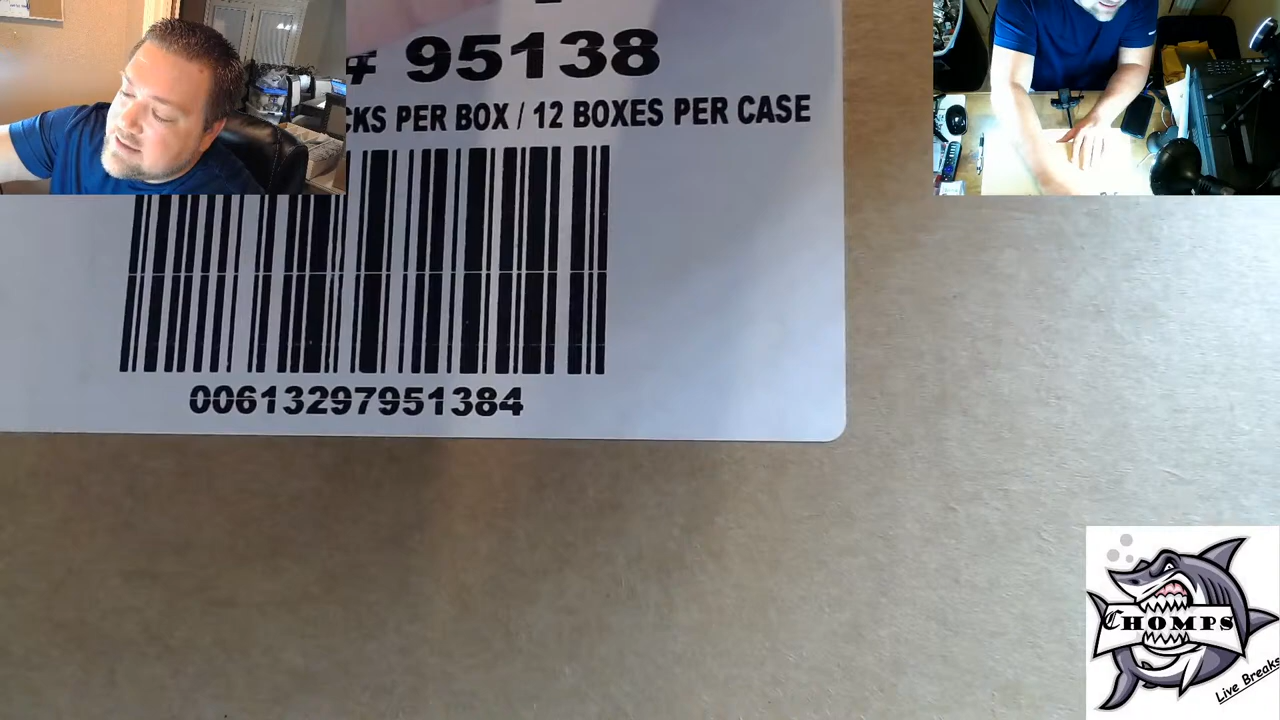 # 95138
CKS PER BOX / 12 BOXES PER CASE
00613297951384
CHOMPS
Live Breaks